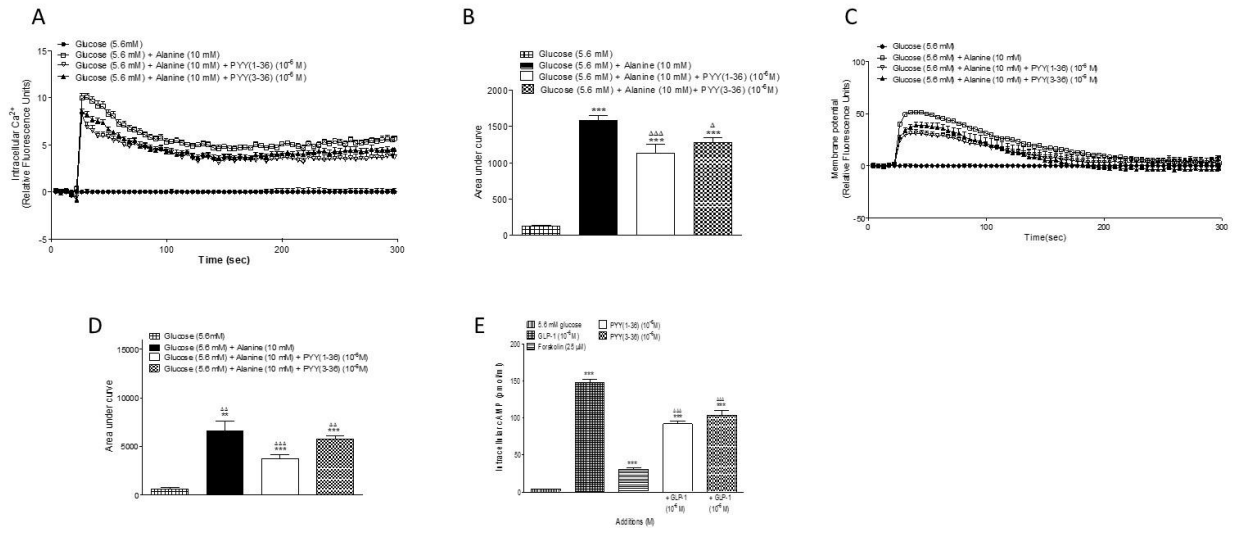 A
Glucose (5.6mM)
Glucose (5.6 mM) + Alanine (10 mM)
Glucose (5.6 mM) + Alanine (10 mM) + PYY(1-36) (10⁻⁶ M)
Glucose (5.6 mM) + Alanine (10 mM) + PYY(3-36) (10⁻⁶ M)
15
10
5
0
-5
Intracellular Ca²⁺
(Relative Fluorescence Units)
0 100 200 300
Time (sec)
B
Glucose (5.6 mM)
Glucose (5.6 mM) + Alanine (10 mM)
Glucose (5.6 mM) + Alanine (10 mM) + PYY(1-36) (10⁻⁶M)
Glucose (5.6 mM) + Alanine (10 mM)+ PYY(3-36) (10⁻⁶M)
2000
1500
1000
500
0
Area under curve
***
ΔΔΔ
***
Δ
***
C
Glucose (5.6 mM)
Glucose (5.6 mM) + Alanine (10 mM)
Glucose (5.6 mM) + Alanine (10 mM) + PYY(1-36) (10⁻⁶M)
Glucose (5.6 mM) + Alanine (10 mM) + PYY(3-36) (10⁻⁶M)
100
50
0
-50
Membrane potential
(Relative Fluorescence Units)
0 100 200 300
Time(sec)
D
Glucose (5.6mM)
Glucose (5.6 mM) + Alanine (10 mM)
Glucose (5.6 mM) + Alanine (10 mM) + PYY(1-36) (10⁻⁶M)
Glucose (5.6 mM) + Alanine (10 mM) + PYY(3-36) (10⁻⁶M)
15000
10000
5000
0
Area under curve
ΔΔ
**
ΔΔΔ
***
ΔΔ
***
E
5.6 mM glucose
GLP-1 (10⁻⁶M)
Forskolin (25 µM)
PYY(1-36) (10⁻⁶M)
PYY(3-36) (10⁻⁶M)
200
150
100
50
0
Intracellular cAMP (pmol/ml)
***
***
ΔΔΔ
***
ΔΔΔ
***
+ GLP-1
(10⁻⁶ M)
+ GLP-1
(10⁻⁶ M)
Additions (M)